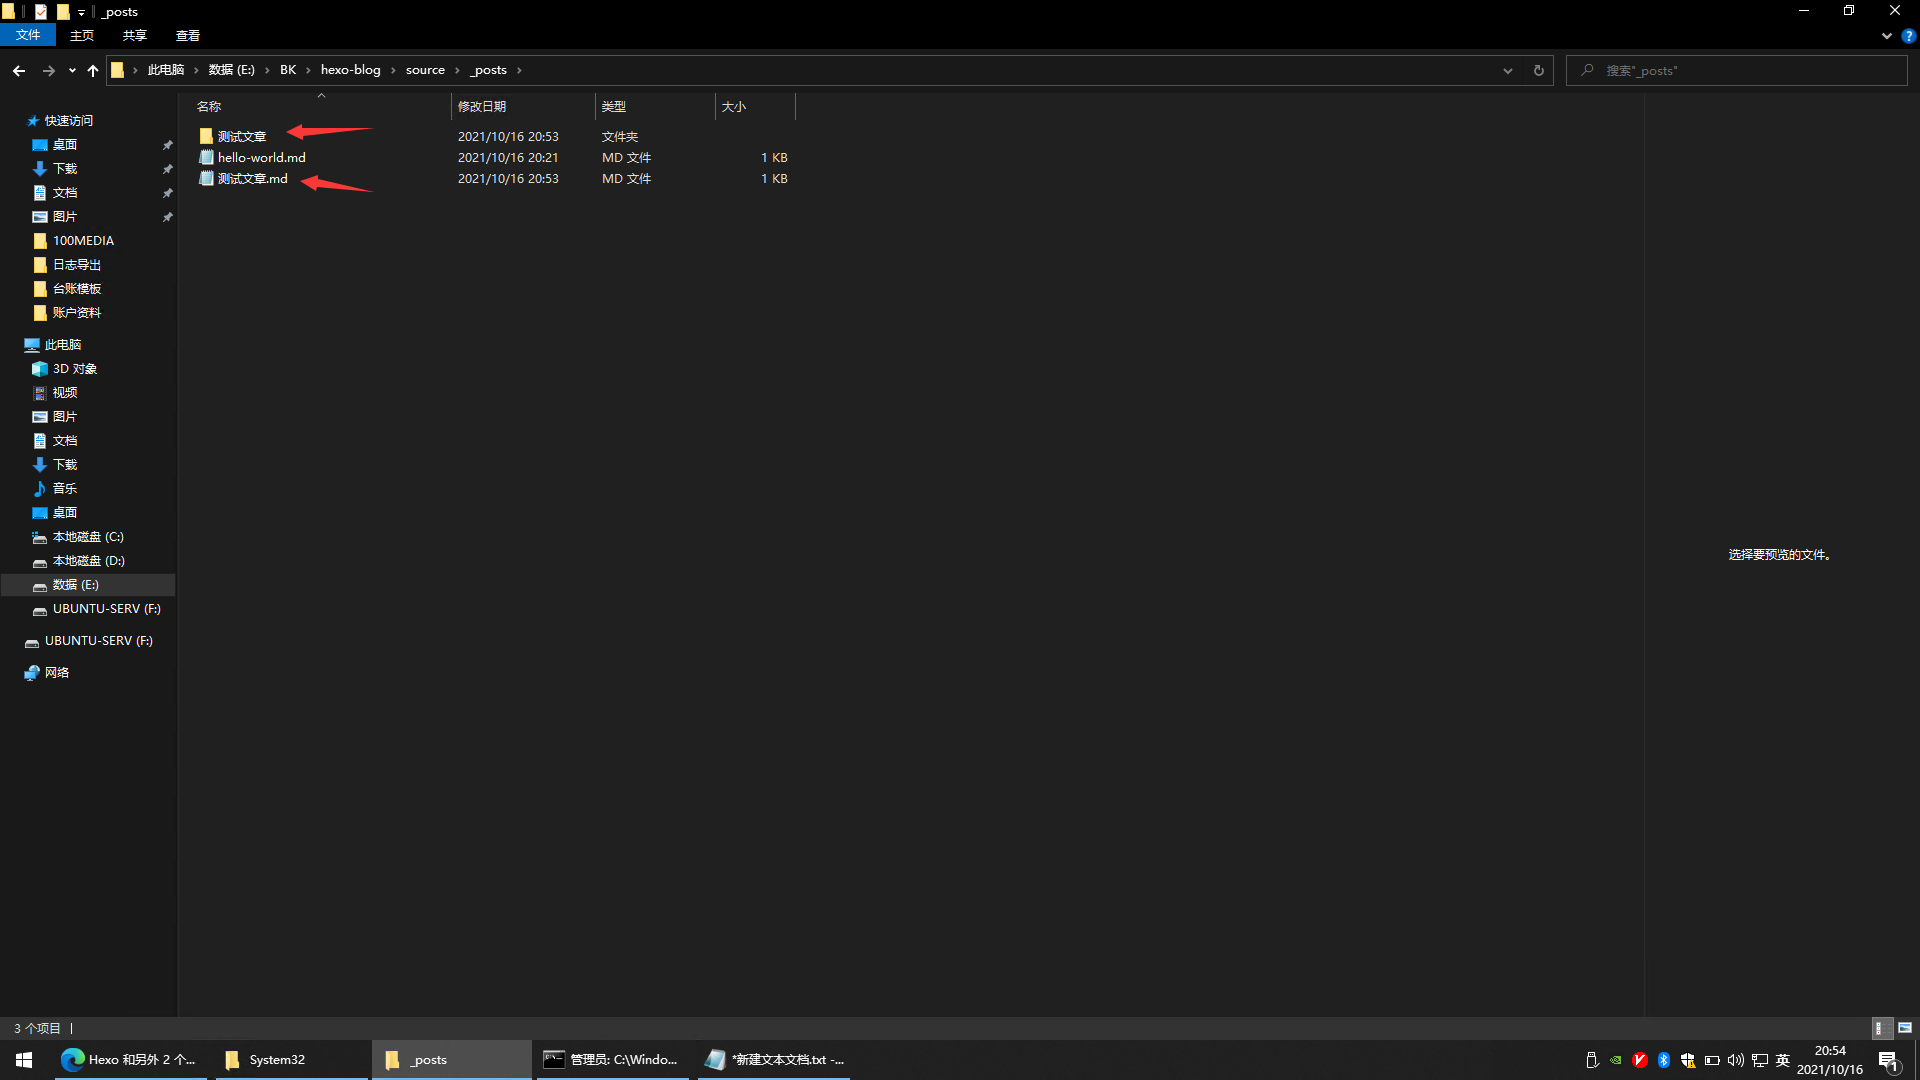 _posts
文件 主页 共享 查看
此电脑 数据 (E:) BK hexo-blog source _posts
搜索"_posts"
名称 修改日期 类型 大小
测试文章 2021/10/16 20:53 文件夹
hello-world.md 2021/10/16 20:21 MD 文件 1 KB
测试文章.md 2021/10/16 20:53 MD 文件 1 KB
快速访问
桌面
下载
文档
图片
100MEDIA
日志导出
台账模板
账户资料
此电脑
3D 对象
视频
图片
文档
下载
音乐
桌面
本地磁盘 (C:)
本地磁盘 (D:)
数据 (E:)
UBUNTU-SERV (F:)
UBUNTU-SERV (F:)
网络
选择要预览的文件。
3 个项目
Hexo 和另外 2 个... System32 _posts 管理员: C:\Windo... *新建文本文档.txt -...
英
20:54
2021/10/16
1